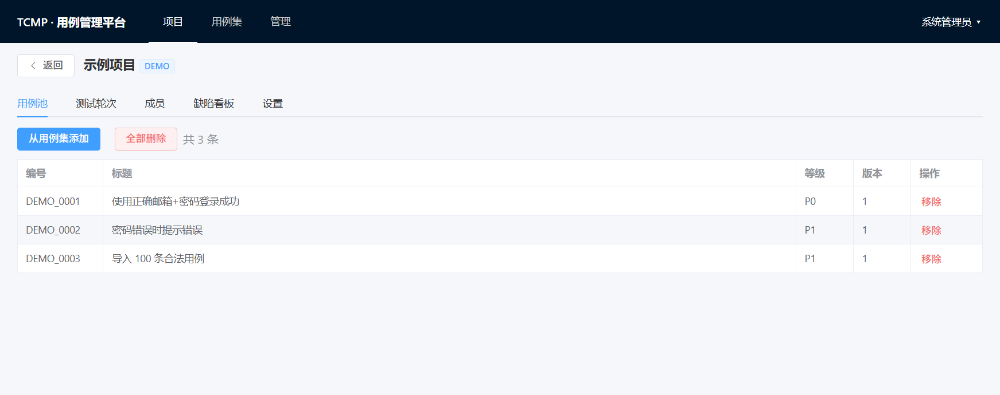 TCMP · 用例管理平台 项目 用例集 管理 系统管理员
返回 示例项目 DEMO
用例池 测试轮次 成员 缺陷看板 设置
从用例集添加 全部删除 共 3 条
编号 标题 等级 版本 操作
DEMO_0001 使用正确邮箱+密码登录成功 P0 1 移除
DEMO_0002 密码错误时提示错误 P1 1 移除
DEMO_0003 导入 100 条合法用例 P1 1 移除